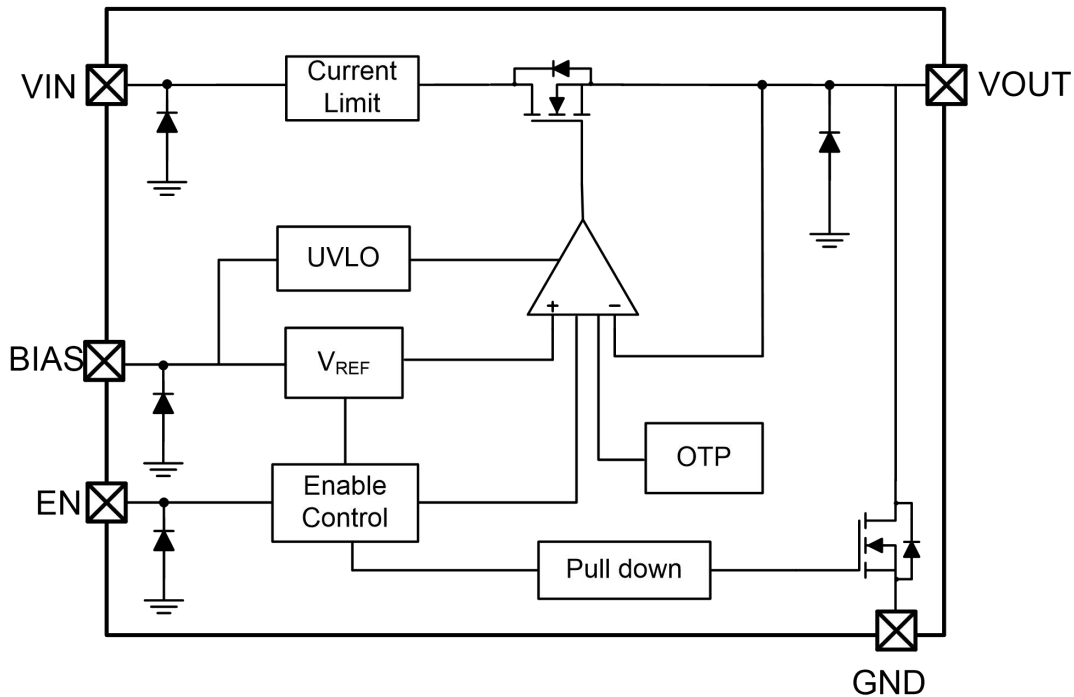 VIN
Current
Limit
VOUT
UVLO
+ −
BIAS
VREF
OTP
EN
Enable
Control
Pull down
GND